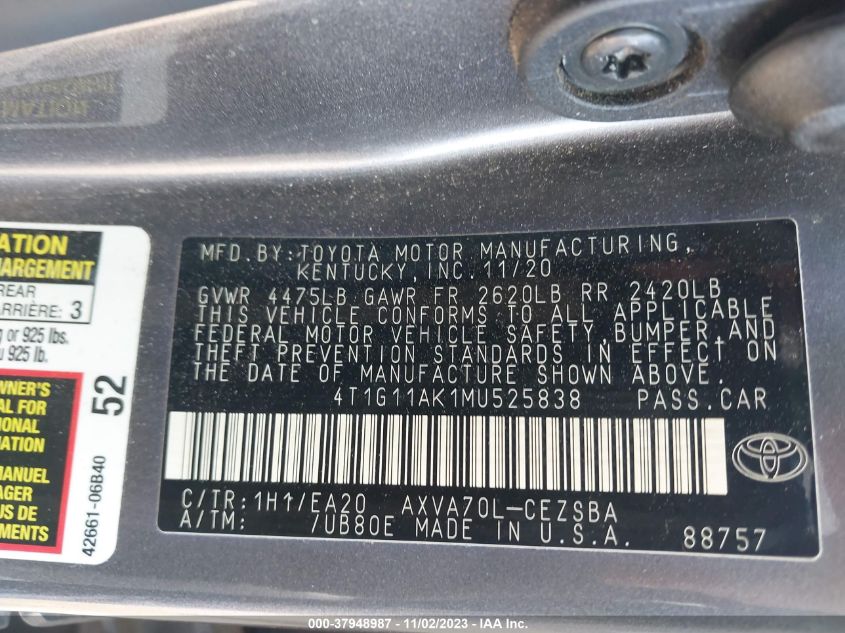 ATION
HARGEMENT
REAR
ARRIÈRE: 3
g or 925 lbs.
u 925 lb.
WNER'S
AL FOR
TIONAL
MATION
MANUEL
AGER
US DE
MENTS
52
42661-06B40
MFD. BY: TOYOTA MOTOR MANUFACTURING,
KENTUCKY, INC. 11/20
GVWR 4475LB GAWR FR 2620LB RR 2420LB
THIS VEHICLE CONFORMS TO ALL APPLICABLE
FEDERAL MOTOR VEHICLE SAFETY, BUMPER, AND
THEFT PREVENTION STANDARDS IN EFFECT ON
THE DATE OF MANUFACTURE SHOWN ABOVE.
4T1G11AK1MU525838 PASS.CAR
C/TR: 1H1/EA20 AXVA70L-CEZSBA
A/TM: /UB80E MADE IN U.S.A. 88757
000-37948987 - 11/02/2023 - IAA Inc.